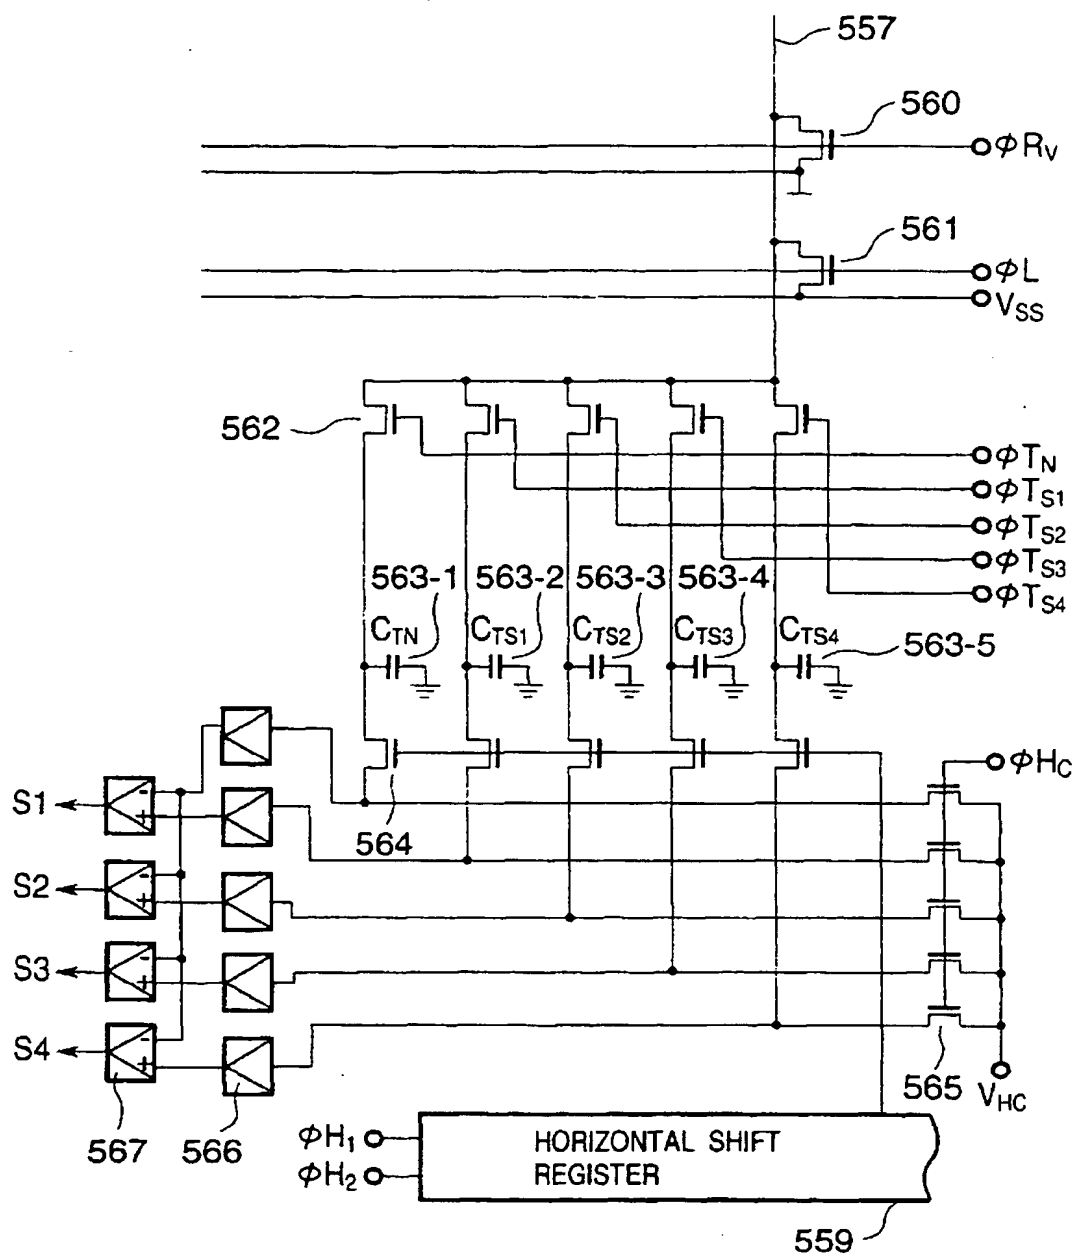 557
560
ϕRV
561
ϕL
VSS
562
ϕTN
ϕTS1
ϕTS2
ϕTS3
ϕTS4
563-1 563-2 563-3 563-4
CTN CTS1 CTS2 CTS3 CTS4
563-5
ϕHC
- 
S1
+
564
-
S2
+
-
S3
+
-
S4
+
565
VHC
567 566
ϕH1
HORIZONTAL SHIFT
ϕH2
REGISTER
559